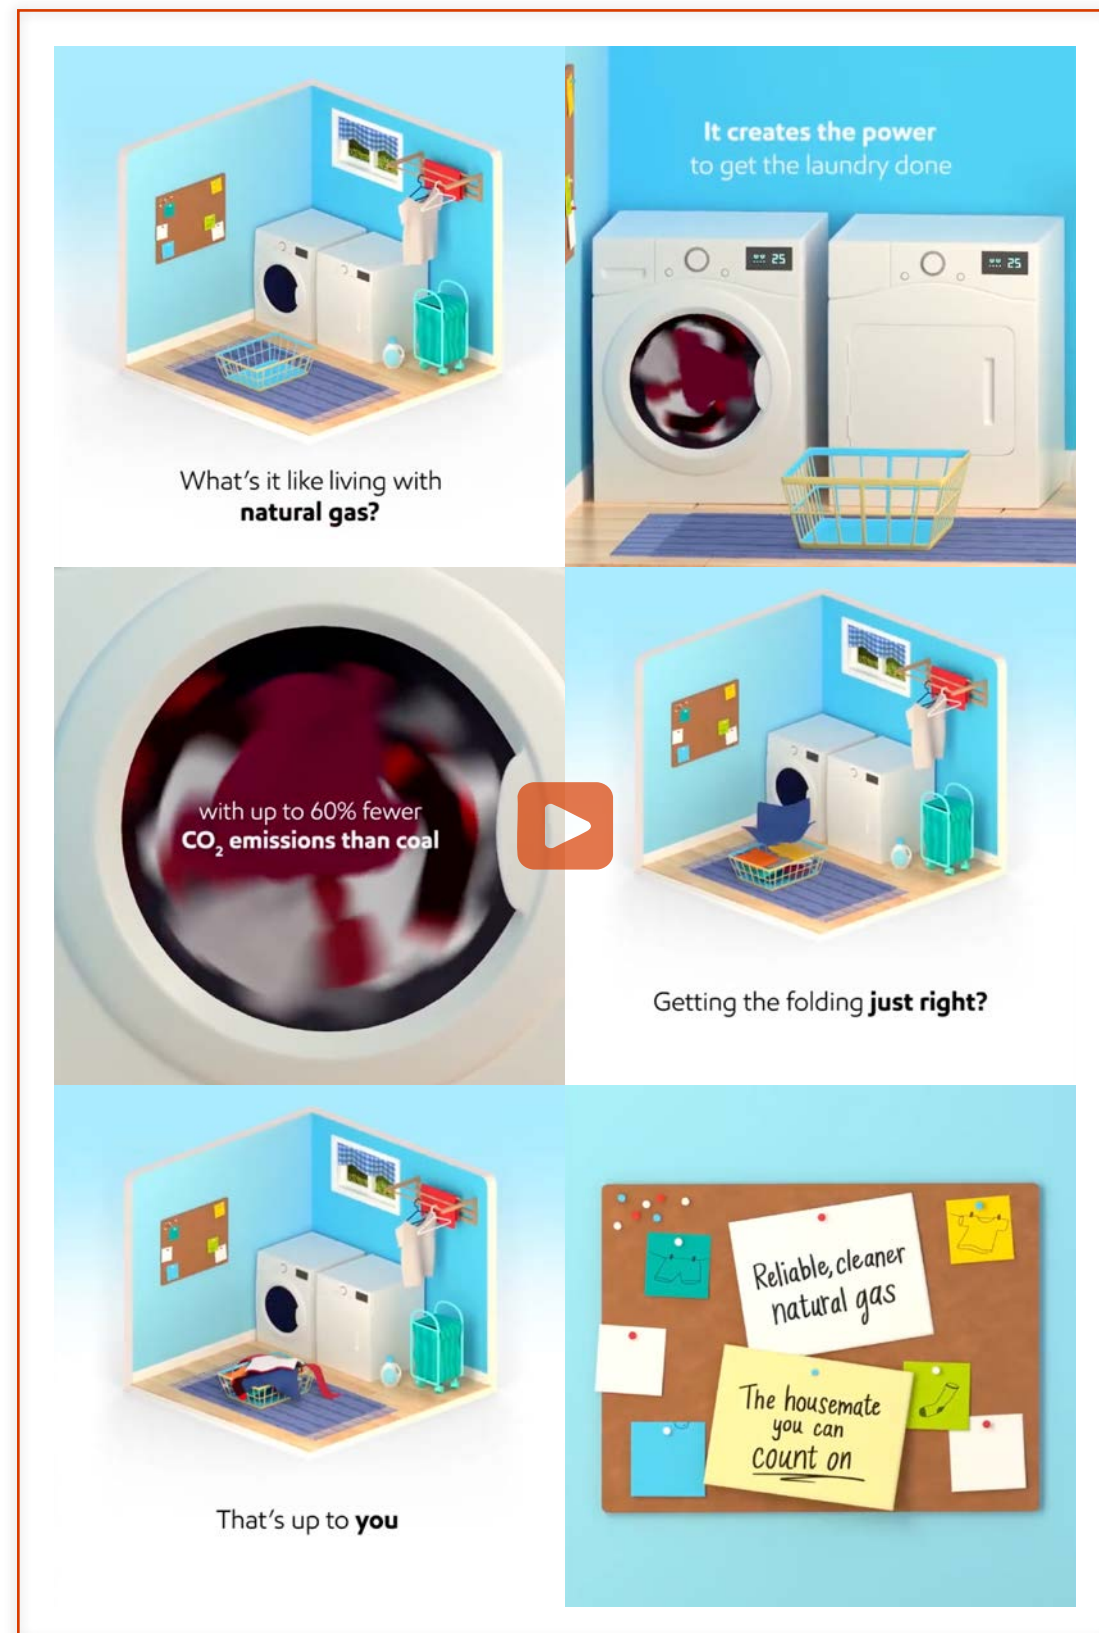 What's it like living with
natural gas?
It creates the power
to get the laundry done
25
25
with up to 60% fewer
CO₂ emissions than coal
Getting the folding just right?
That's up to you
Reliable, cleaner
natural gas
The housemate
you can
count on